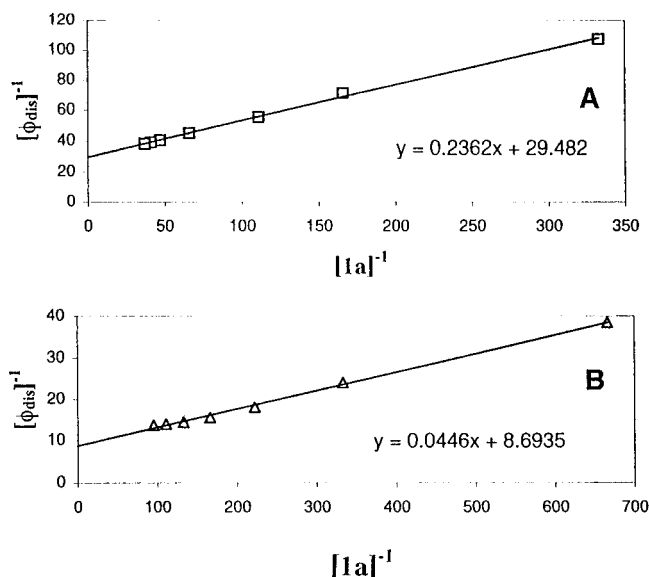 120
100
80
60
40
20
0
[ϕdis]-1
A
y = 0.2362x + 29.482
0 50 100 150 200 250 300 350
[1a]-1
40
30
20
10
0
[ϕdis]-1
B
y = 0.0446x + 8.6935
0 100 200 300 400 500 600 700
[1a]-1